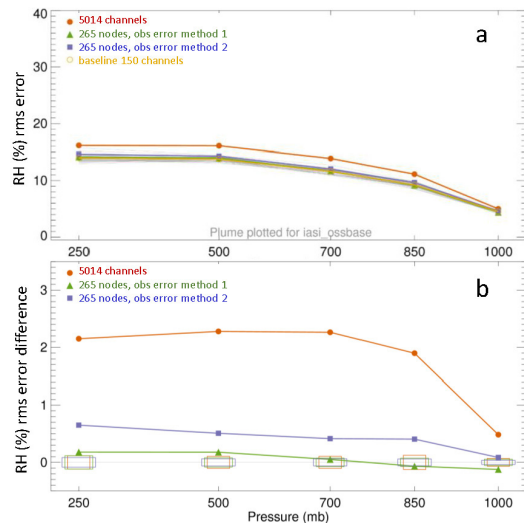 40
a
5014 channels
265 nodes, obs error method 1
265 nodes, obs error method 2
baseline 150 channels
30
20
10
0
RH (%) rms error
Plume plotted for iasi_ossbase
250 500 700 850 1000
b
5014 channels
265 nodes, obs error method 1
265 nodes, obs error method 2
3
2
1
0
RH (%) rms error difference
250 500 700 850 1000
Pressure (mb)